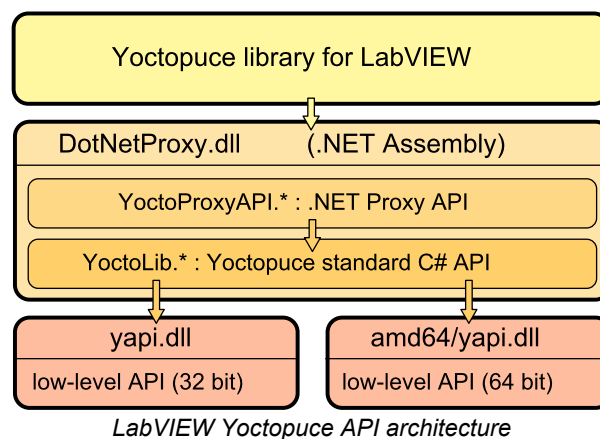 Yoctopuce library for LabVIEW
DotNetProxy.dll (.NET Assembly)
YoctoProxyAPI.* : .NET Proxy API
YoctoLib.* : Yoctopuce standard C# API
yapi.dll
low-level API (32 bit)
amd64/yapi.dll
low-level API (64 bit)
LabVIEW Yoctopuce API architecture